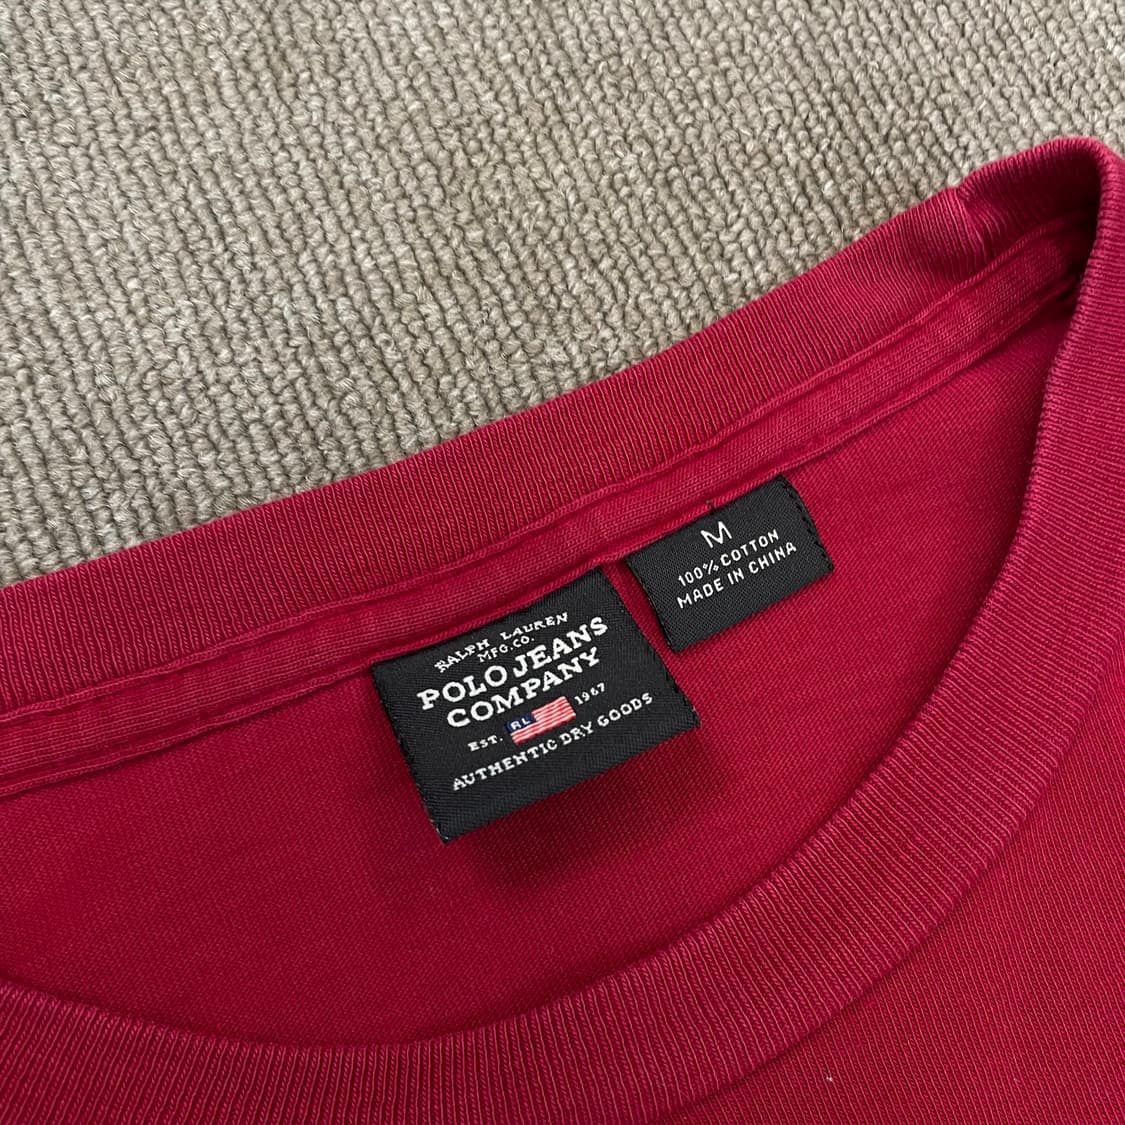 RALPH LAUREN
MFG.CO.
POLO JEANS
COMPANY
EST. RL 1967
AUTHENTIC DRY GOODS
M
100% COTTON
MADE IN CHINA